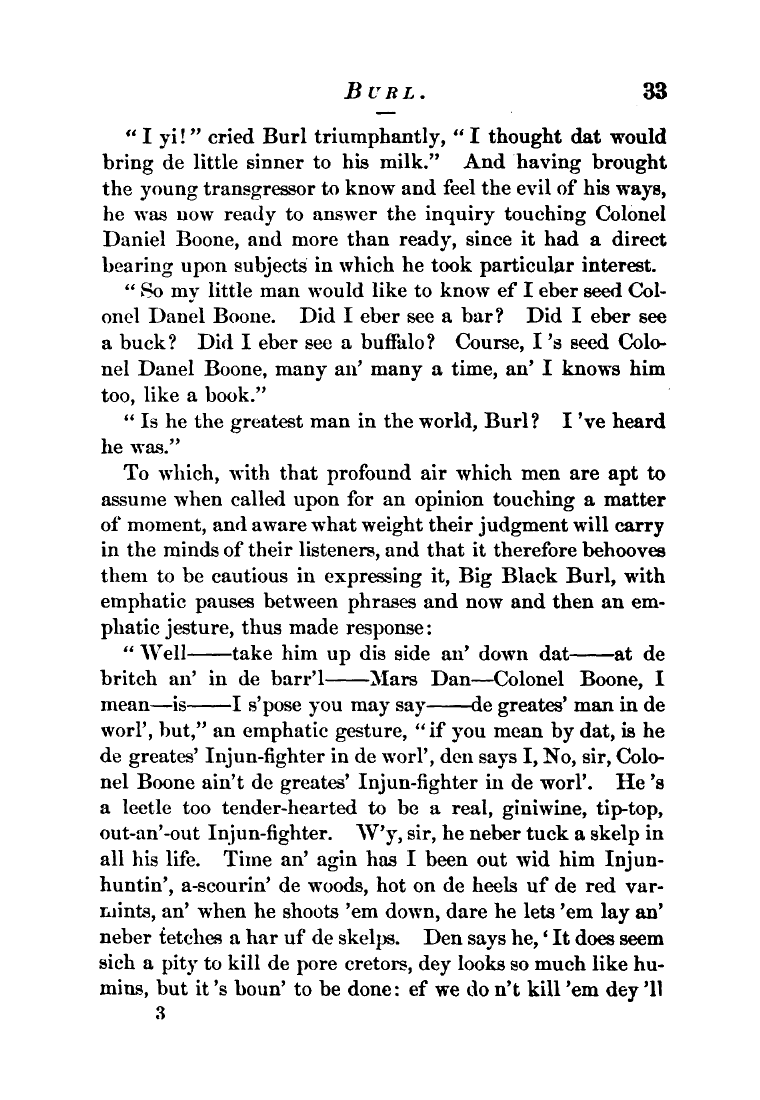 BURL. 33
“ I yi! ” cried Burl triumphantly, “ I thought dat would
bring de little sinner to his milk.” And having brought
the young transgressor to know and feel the evil of his ways,
he was now ready to answer the inquiry touching Colonel
Daniel Boone, and more than ready, since it had a direct
bearing upon subjects in which he took particular interest.
“ So my little man would like to know ef I eber seed Col-
onel Danel Boone. Did I eber see a bar? Did I eber see
a buck? Did I eber see a buffalo? Course, I 's seed Colo-
nel Danel Boone, many an' many a time, an' I knows him
too, like a book.”
“ Is he the greatest man in the world, Burl? I 've heard
he was.”
To which, with that profound air which men are apt to
assume when called upon for an opinion touching a matter
of moment, and aware what weight their judgment will carry
in the minds of their listeners, and that it therefore behooves
them to be cautious in expressing it, Big Black Burl, with
emphatic pauses between phrases and now and then an em-
phatic jesture, thus made response:
“ Well——take him up dis side an' down dat——at de
britch an' in de barr'l——Mars Dan—Colonel Boone, I
mean—is——I s'pose you may say——de greates' man in de
worl', but,” an emphatic gesture, “ if you mean by dat, is he
de greates' Injun-fighter in de worl', den says I, No, sir, Colo-
nel Boone ain't de greates' Injun-fighter in de worl'. He 's
a leetle too tender-hearted to be a real, giniwine, tip-top,
out-an'-out Injun-fighter. W'y, sir, he neber tuck a skelp in
all his life. Time an' agin has I been out wid him Injun-
huntin', a-scourin' de woods, hot on de heels uf de red var-
mints, an' when he shoots 'em down, dare he lets 'em lay an'
neber fetches a har uf de skelps. Den says he, ‘ It does seem
sich a pity to kill de pore cretors, dey looks so much like hu-
mins, but it 's boun' to be done: ef we do n't kill 'em dey 'll
3